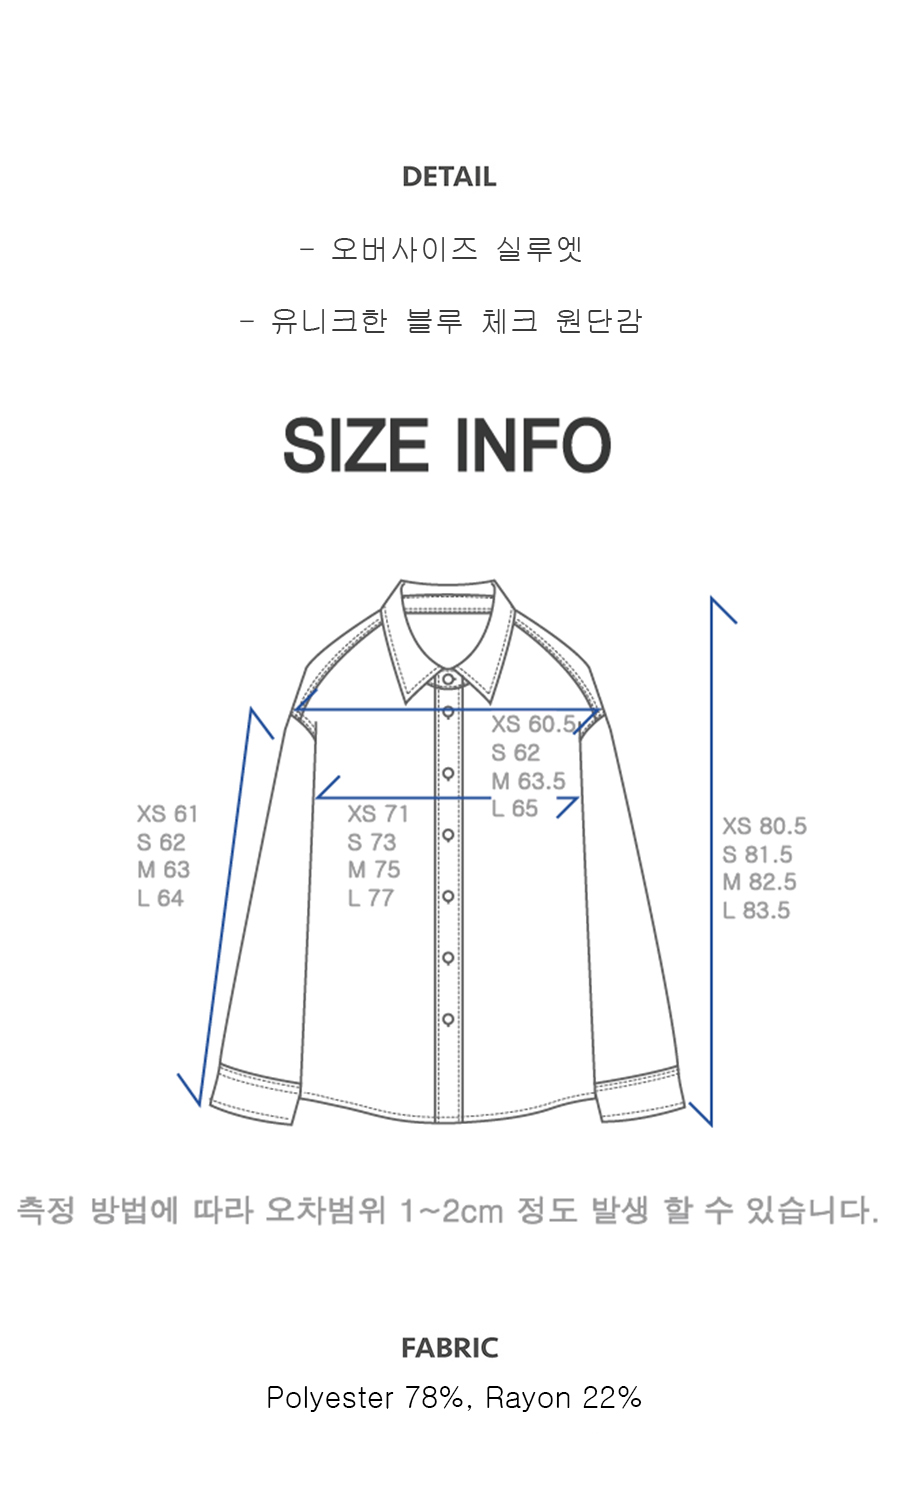 DETAIL
- 오버사이즈 실루엣
- 유니크한 블루 체크 원단감
SIZE INFO
XS 60.5
S 62
M 63.5
L 65
XS 61
S 62
M 63
L 64
XS 71
S 73
M 75
L 77
XS 80.5
S 81.5
M 82.5
L 83.5
측정 방법에 따라 오차범위 1~2cm 정도 발생 할 수 있습니다.
FABRIC
Polyester 78%, Rayon 22%